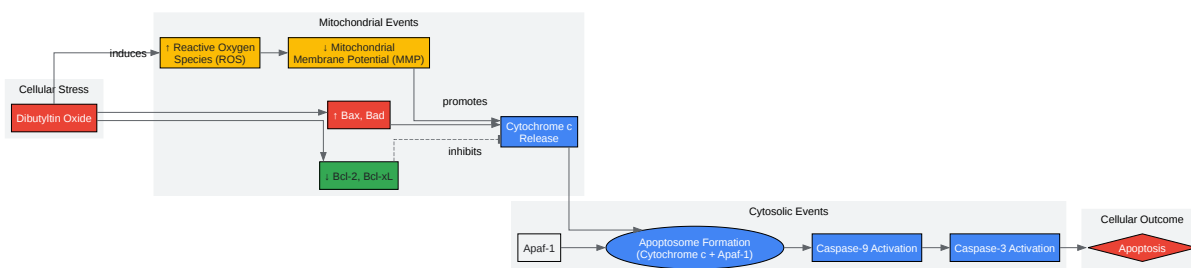 Mitochondrial Events
induces
↑ Reactive Oxygen
Species (ROS)
↓ Mitochondrial
Membrane Potential (MMP)
Cellular Stress
Dibutyltin Oxide
promotes
↑ Bax, Bad
Cytochrome c
Release
inhibits
↓ Bcl-2, Bcl-xL
Cytosolic Events
Apaf-1
Apoptosome Formation
(Cytochrome c + Apaf-1)
Caspase-9 Activation
Caspase-3 Activation
Cellular Outcome
Apoptosis